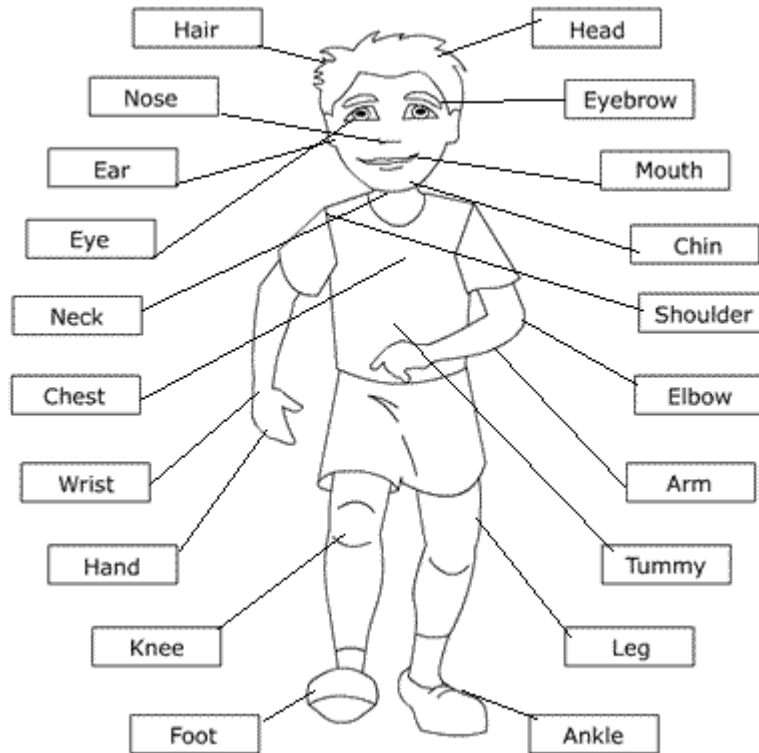 Hair
Head
Nose
Eyebrow
Ear
Mouth
Eye
Chin
Neck
Shoulder
Chest
Elbow
Wrist
Arm
Hand
Tummy
Knee
Leg
Foot
Ankle